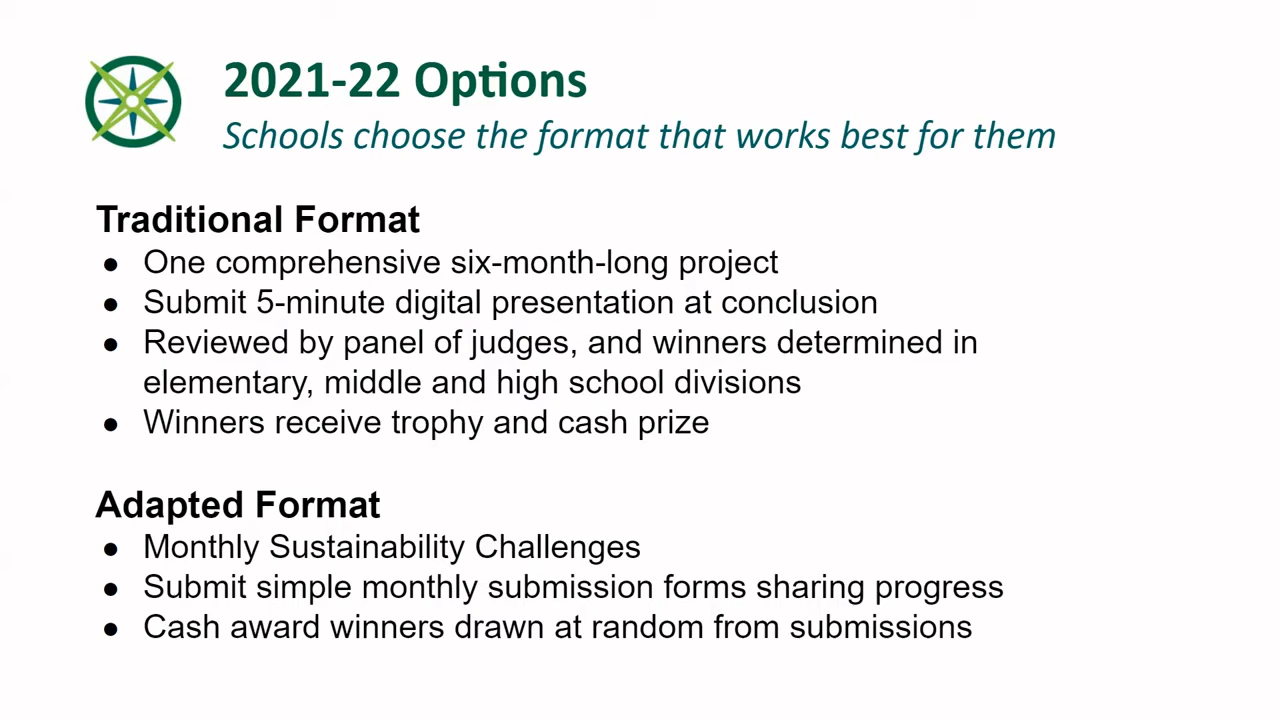 2021-22 Options
Schools choose the format that works best for them
Traditional Format
● One comprehensive six-month-long project
● Submit 5-minute digital presentation at conclusion
● Reviewed by panel of judges, and winners determined in
elementary, middle and high school divisions
● Winners receive trophy and cash prize
Adapted Format
● Monthly Sustainability Challenges
● Submit simple monthly submission forms sharing progress
● Cash award winners drawn at random from submissions